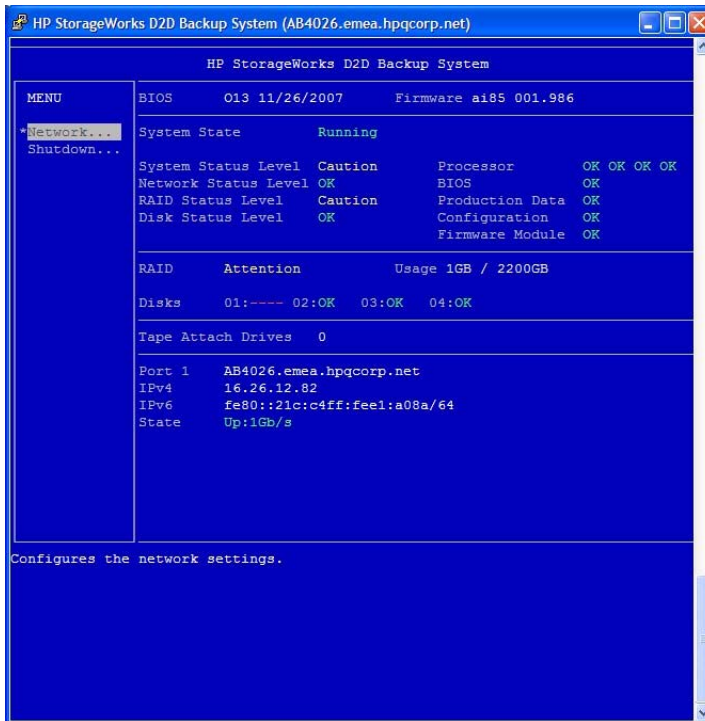 HP StorageWorks D2D Backup System (AB4026.emea.hpqcorp.net)
HP StorageWorks D2D Backup System
MENU
*Network...
Shutdown...
BIOS O13 11/26/2007 Firmware ai85 001.986
System State Running
System Status Level Caution Processor OK OK OK OK
Network Status Level OK BIOS OK
RAID Status Level Caution Production Data OK
Disk Status Level OK Configuration OK
Firmware Module OK
RAID Attention Usage 1GB / 2200GB
Disks 01:---- 02:OK 03:OK 04:OK
Tape Attach Drives 0
Port 1 AB4026.emea.hpqcorp.net
IPv4 16.26.12.82
IPv6 fe80::21c:c4ff:fee1:a08a/64
State Up:1Gb/s
Configures the network settings.